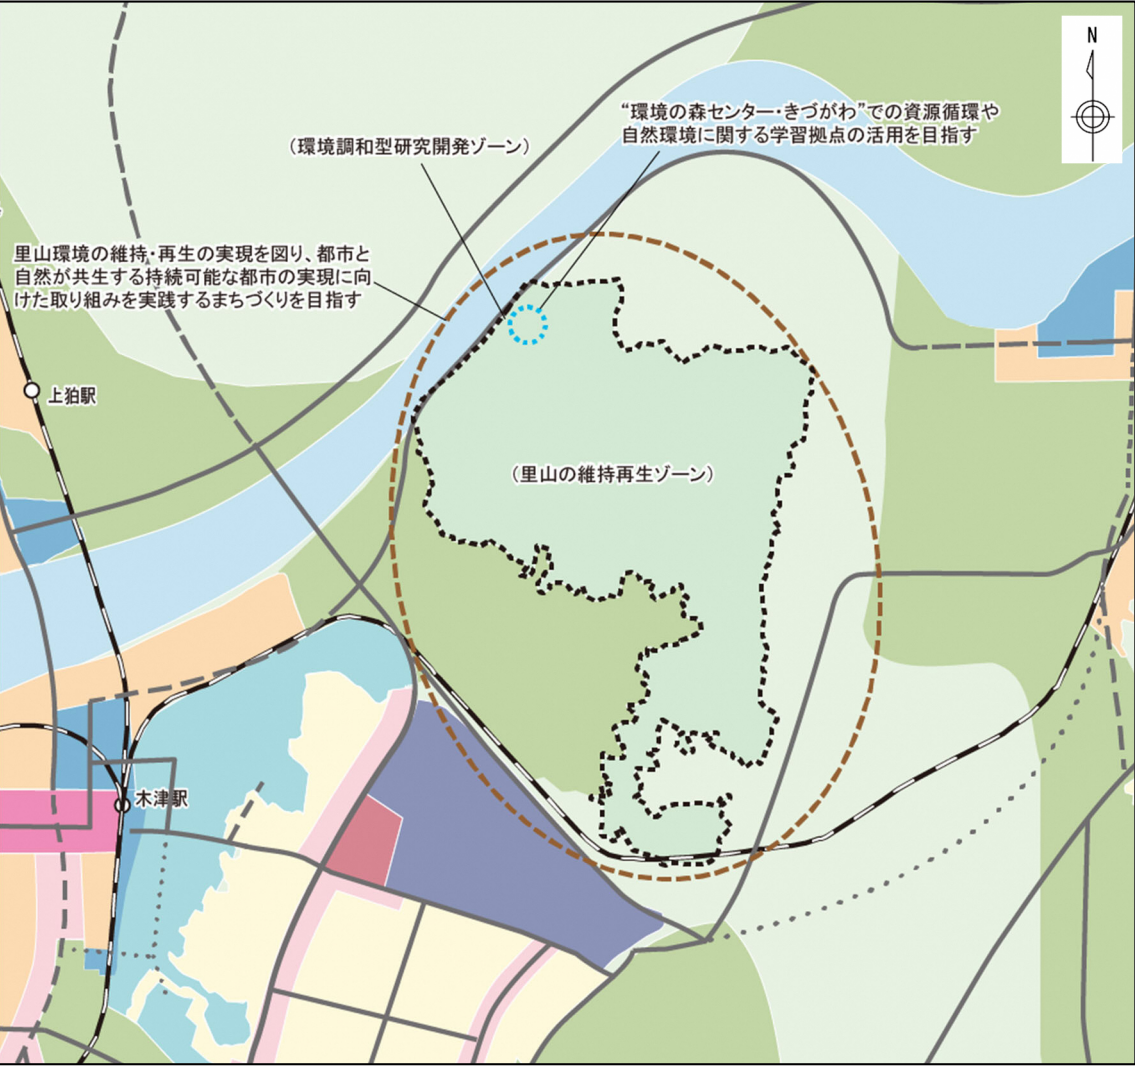 N
“環境の森センター・きづがわ”での資源循環や
自然環境に関する学習拠点の活用を目指す
（環境調和型研究開発ゾーン）
里山環境の維持・再生の実現を図り、都市と
自然が共生する持続可能な都市の実現に向
けた取り組みを実践するまちづくりを目指す
上狛駅
（里山の維持再生ゾーン）
木津駅